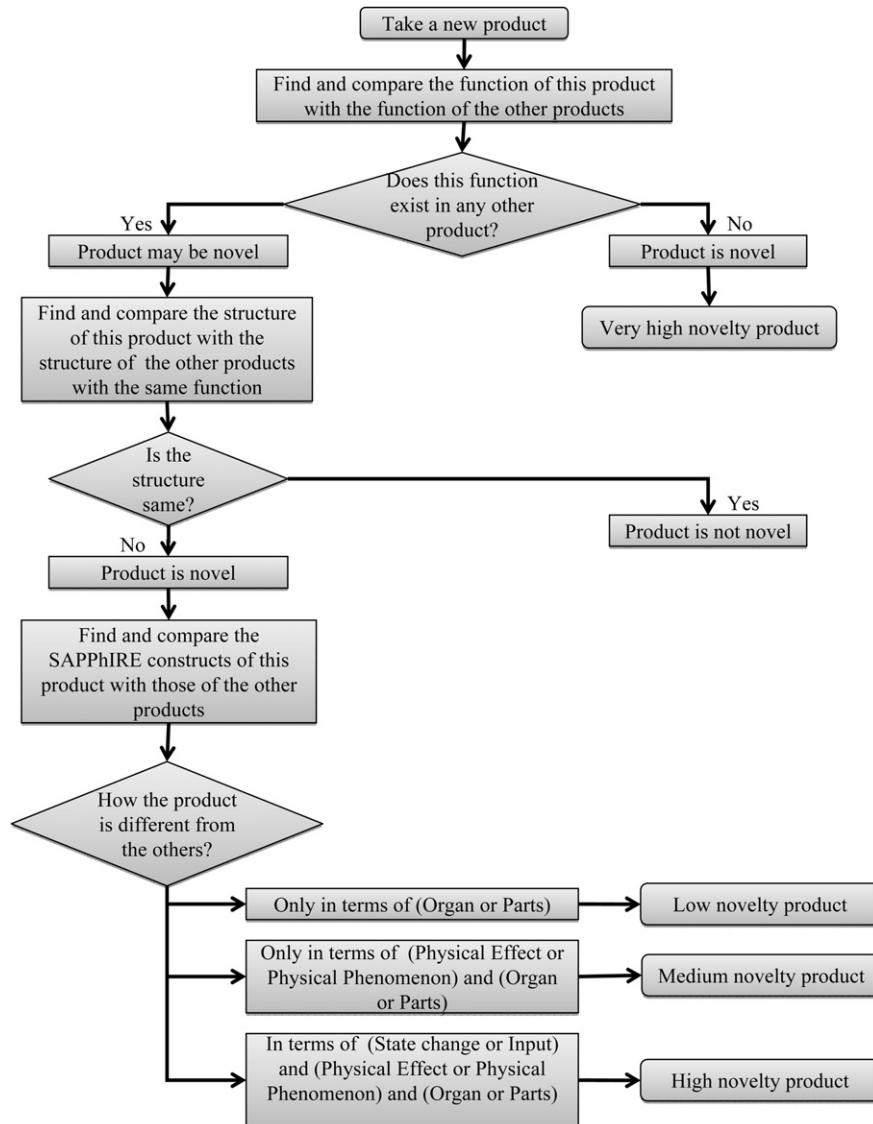 Take a new product
Find and compare the function of this product
with the function of the other products
Does this function
exist in any other
product?
Yes
No
Product may be novel
Product is novel
Find and compare the structure
of this product with the
structure of the other products
with the same function
Very high novelty product
Is the
structure
same?
Yes
Product is not novel
No
Product is novel
Find and compare the
SAPPhIRE constructs of this
product with those of the other
products
How the product
is different from
the others?
Only in terms of (Organ or Parts)
Low novelty product
Only in terms of (Physical Effect or
Physical Phenomenon) and (Organ
or Parts)
Medium novelty product
In terms of (State change or Input)
and (Physical Effect or Physical
Phenomenon) and (Organ or Parts)
High novelty product